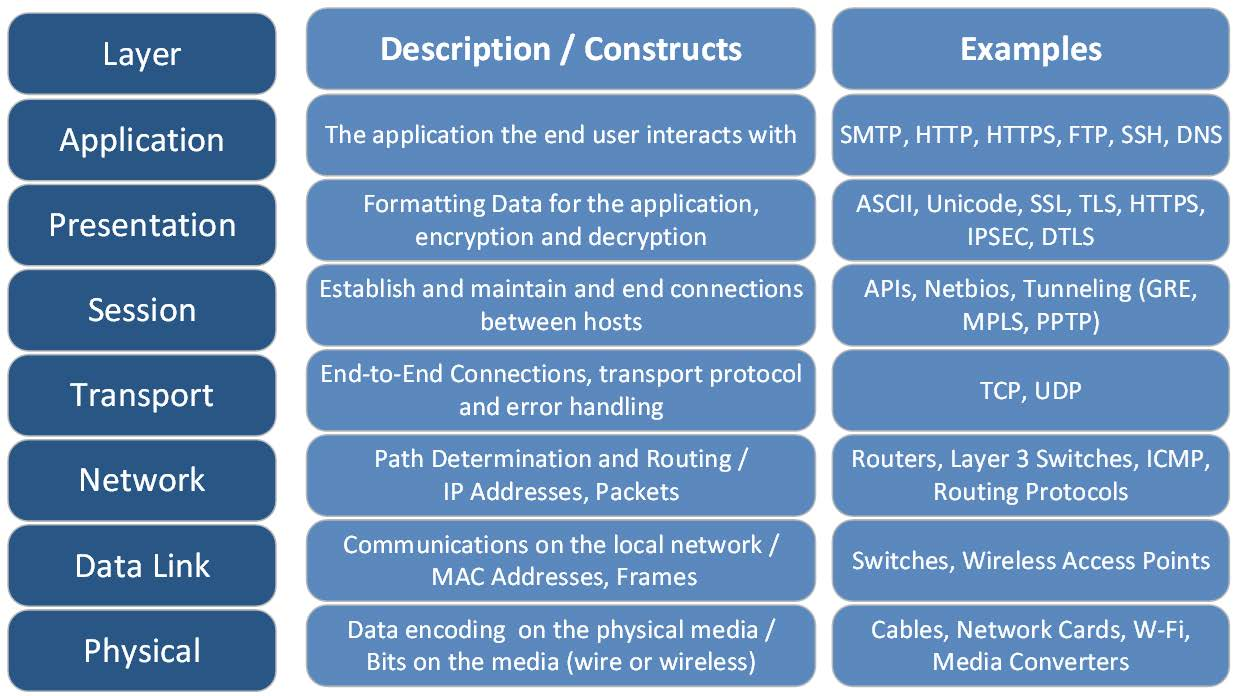 Layer
Description / Constructs
Examples
Application
The application the end user interacts with
SMTP, HTTP, HTTPS, FTP, SSH, DNS
Presentation
Formatting Data for the application,
encryption and decryption
ASCII, Unicode, SSL, TLS, HTTPS,
IPSEC, DTLS
Session
Establish and maintain and end connections
between hosts
APIs, Netbios, Tunneling (GRE,
MPLS, PPTP)
Transport
End-to-End Connections, transport protocol
and error handling
TCP, UDP
Network
Path Determination and Routing /
IP Addresses, Packets
Routers, Layer 3 Switches, ICMP,
Routing Protocols
Data Link
Communications on the local network /
MAC Addresses, Frames
Switches, Wireless Access Points
Physical
Data encoding on the physical media /
Bits on the media (wire or wireless)
Cables, Network Cards, W-Fi,
Media Converters